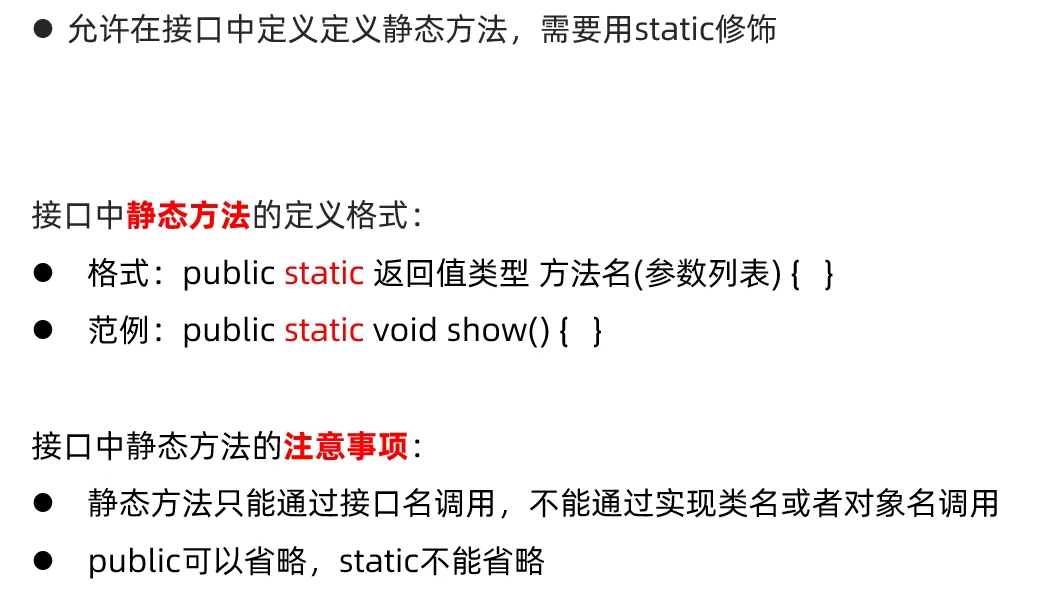 ● 允许在接口中定义定义静态方法，需要用static修饰
接口中静态方法的定义格式：
● 格式：public static 返回值类型 方法名(参数列表) { }
● 范例：public static void show() { }
接口中静态方法的注意事项：
● 静态方法只能通过接口名调用，不能通过实现类名或者对象名调用
● public可以省略，static不能省略